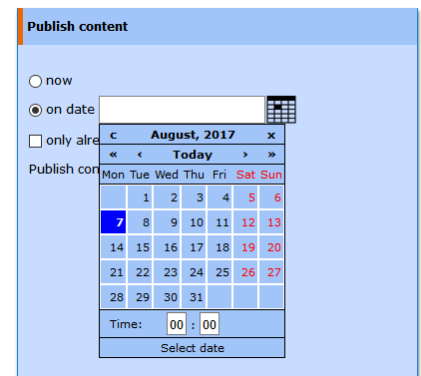 Publish content
now
on date
only alre
Publish con
c August, 2017 x
« ‹ Today › »
Mon Tue Wed Thu Fri Sat Sun
1 2 3 4 5 6
7 8 9 10 11 12 13
14 15 16 17 18 19 20
21 22 23 24 25 26 27
28 29 30 31
Time: 00 : 00
Select date